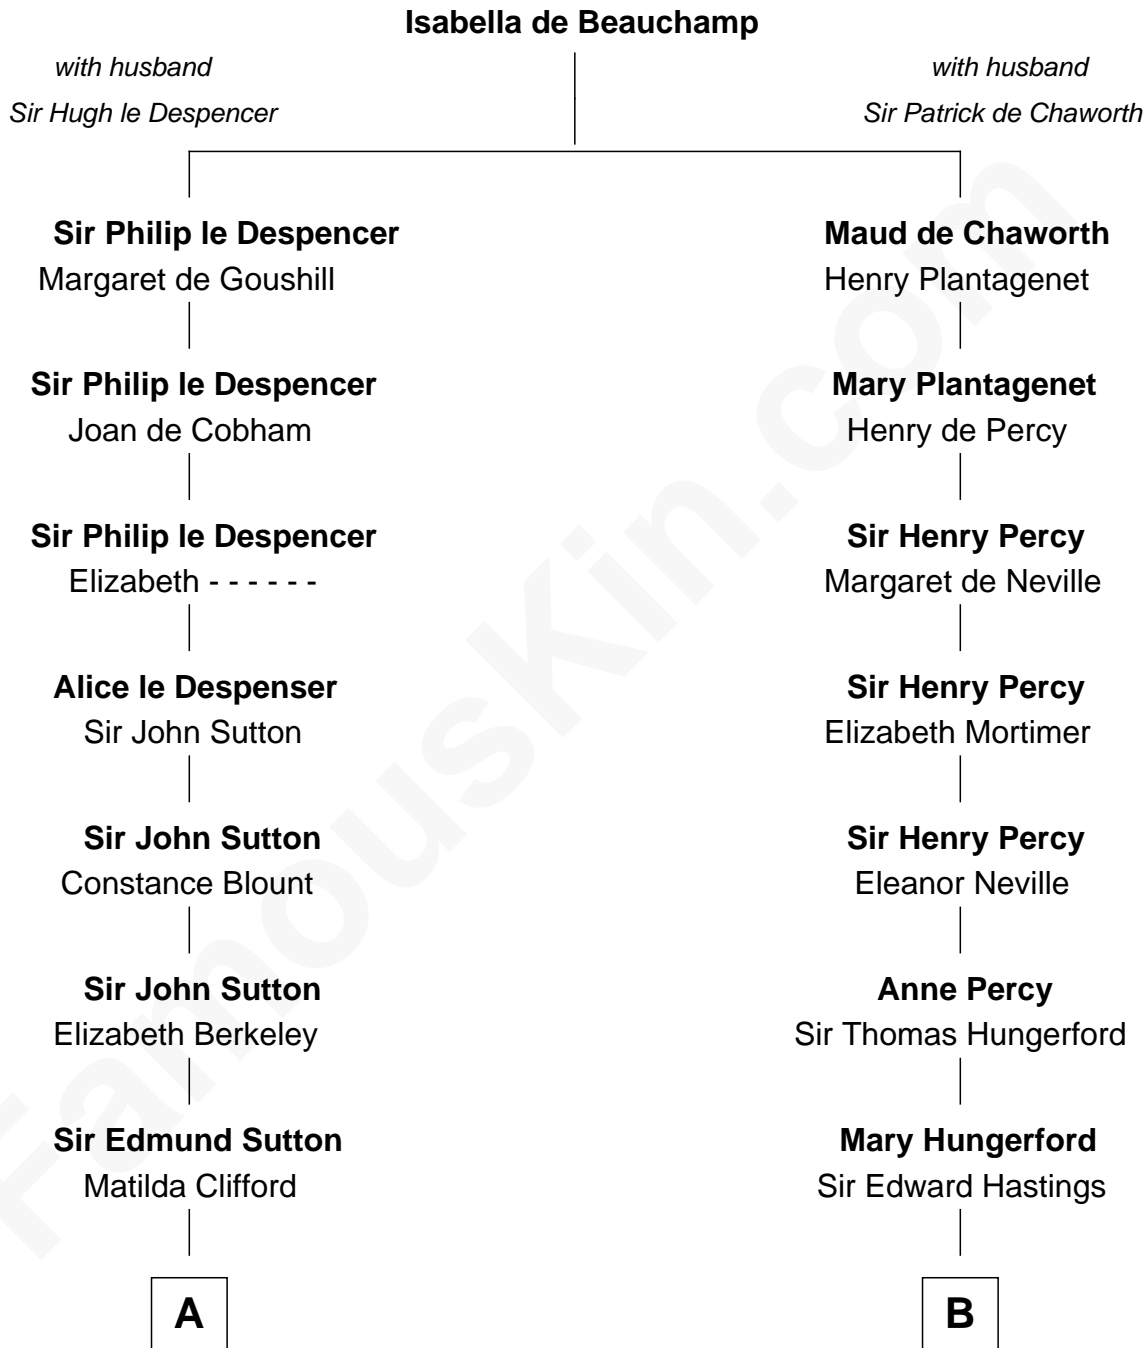 Isabella de Beauchamp
with husband
Sir Hugh le Despencer
with husband
Sir Patrick de Chaworth
Sir Philip le Despencer
Margaret de Goushill
Maud de Chaworth
Henry Plantagenet
Sir Philip le Despencer
Joan de Cobham
Mary Plantagenet
Henry de Percy
Sir Philip le Despencer
Elizabeth - - - - - -
Sir Henry Percy
Margaret de Neville
Alice le Despenser
Sir John Sutton
Sir Henry Percy
Elizabeth Mortimer
Sir John Sutton
Constance Blount
Sir Henry Percy
Eleanor Neville
Sir John Sutton
Elizabeth Berkeley
Anne Percy
Sir Thomas Hungerford
Sir Edmund Sutton
Matilda Clifford
Mary Hungerford
Sir Edward Hastings
A
B
FamousKin.com